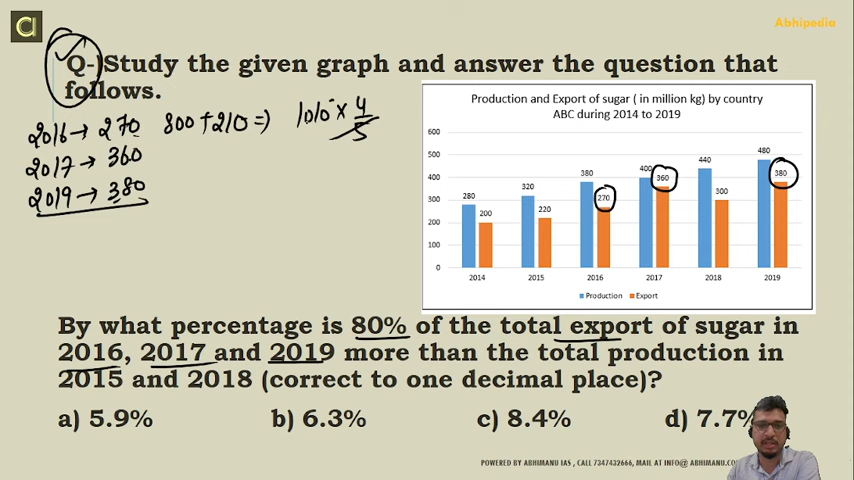 a
Abhipedia
Q-) Study the given graph and answer the question that
follows.
2016 → 270 800 + 210 => 1010 × 4/5
2017 → 360
2019 → 380
Production and Export of sugar ( in million kg) by country
ABC during 2014 to 2019
600
500
400
300
200
100
0
280 200 320 220 380 270 400 360 440 300 480 380
2014 2015 2016 2017 2018 2019
Production Export
By what percentage is 80% of the total export of sugar in
2016, 2017 and 2019 more than the total production in
2015 and 2018 (correct to one decimal place)?
a) 5.9% b) 6.3% c) 8.4% d) 7.7%
POWERED BY ABHIMANU IAS , CALL 7347432666, MAIL AT INFO@ ABHIMANU.CO